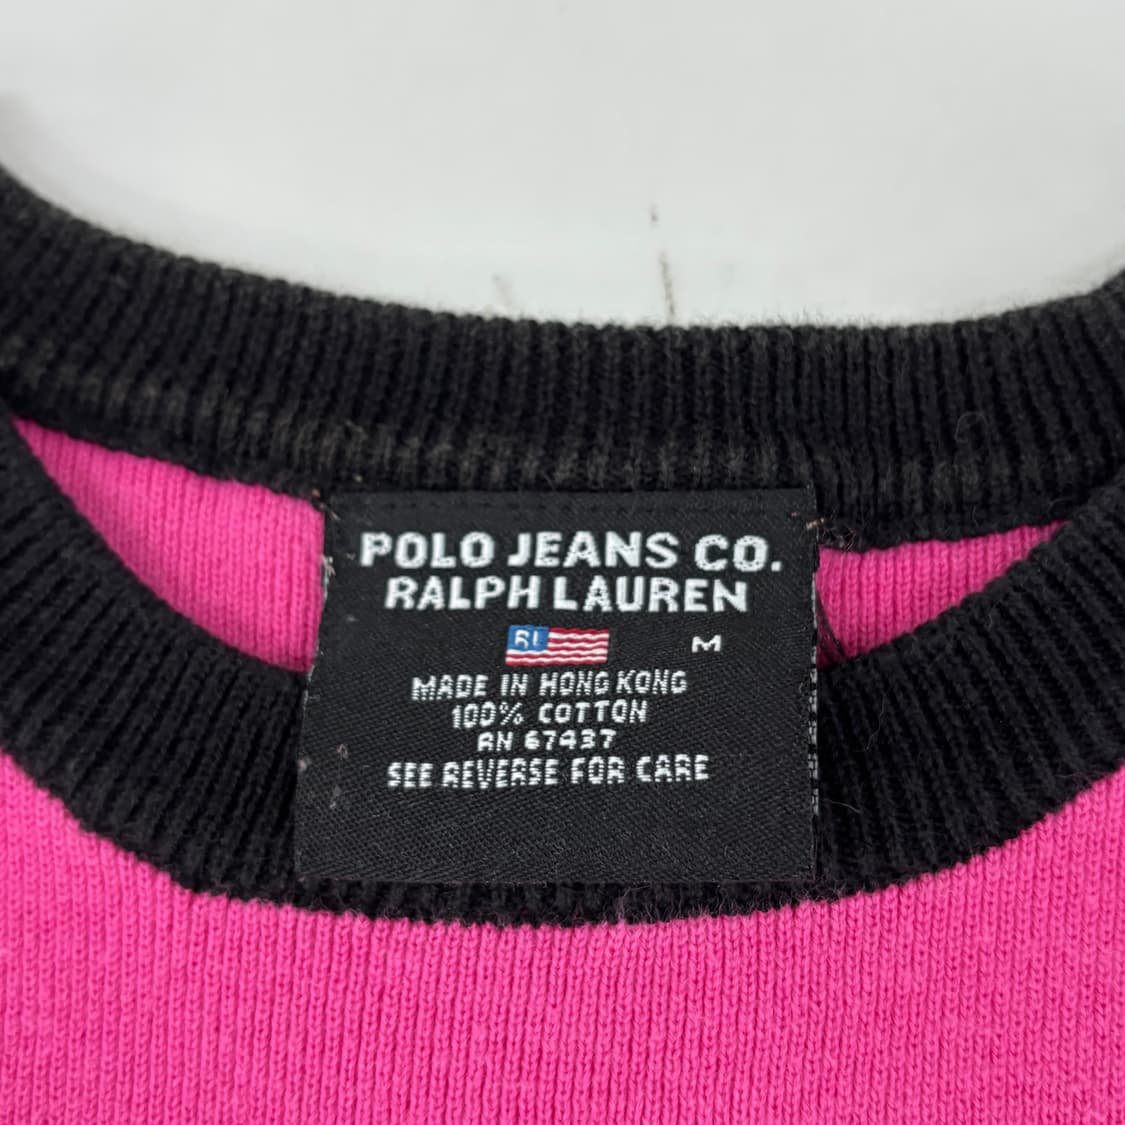 POLO JEANS CO.
RALPH LAUREN
RL
M
MADE IN HONG KONG
100% COTTON
RN 67437
SEE REVERSE FOR CARE